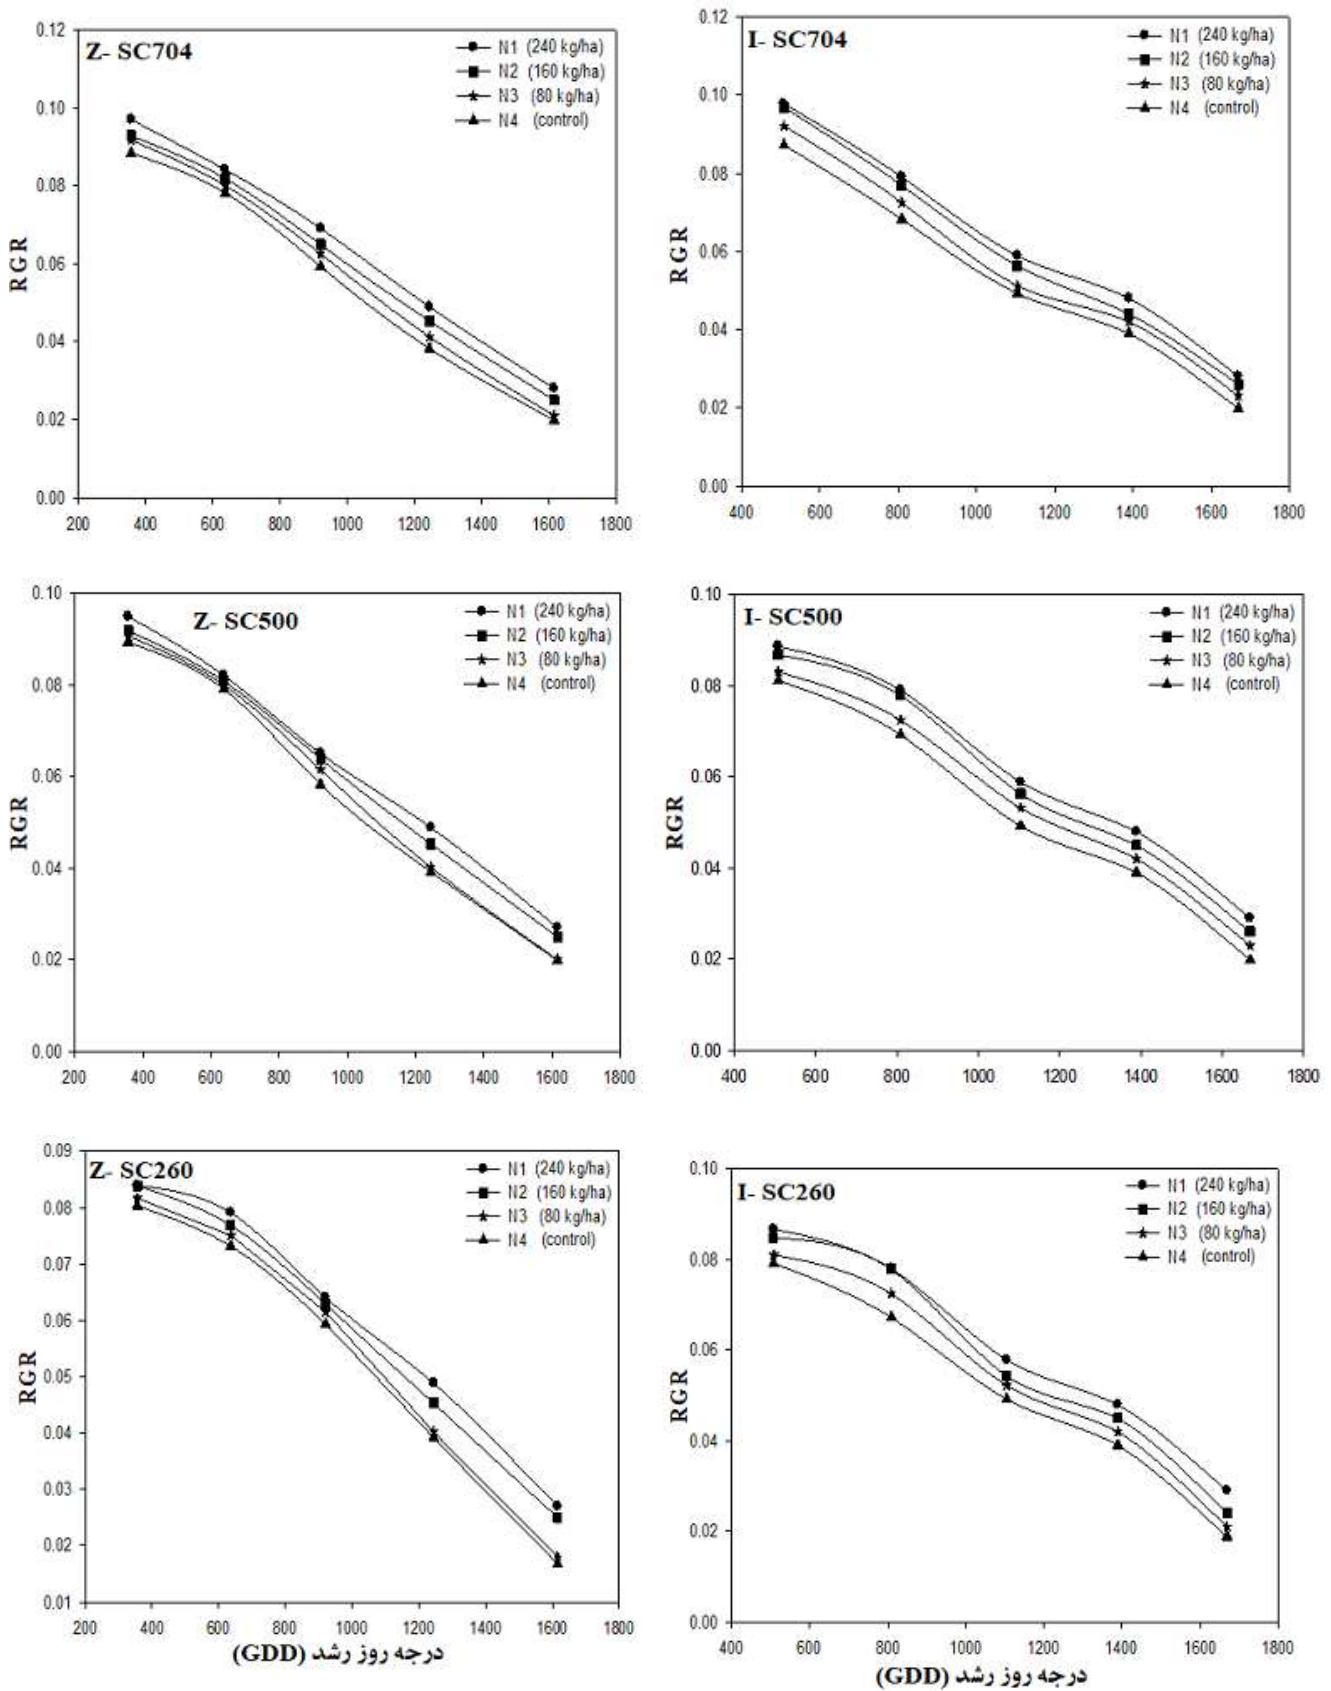 Z- SC704
N1 (240 kg/ha)
N2 (160 kg/ha)
N3 (80 kg/ha)
N4 (control)
RGR
0.12
0.10
0.08
0.06
0.04
0.02
0.00
200 400 600 800 1000 1200 1400 1600 1800
I- SC704
N1 (240 kg/ha)
N2 (160 kg/ha)
N3 (80 kg/ha)
N4 (control)
RGR
0.12
0.10
0.08
0.06
0.04
0.02
0.00
400 600 800 1000 1200 1400 1600 1800
Z- SC500
N1 (240 kg/ha)
N2 (160 kg/ha)
N3 (80 kg/ha)
N4 (control)
RGR
0.10
0.08
0.06
0.04
0.02
0.00
200 400 600 800 1000 1200 1400 1600 1800
I- SC500
N1 (240 kg/ha)
N2 (160 kg/ha)
N3 (80 kg/ha)
N4 (control)
RGR
0.10
0.08
0.06
0.04
0.02
0.00
400 600 800 1000 1200 1400 1600 1800
Z- SC260
N1 (240 kg/ha)
N2 (160 kg/ha)
N3 (80 kg/ha)
N4 (control)
RGR
0.09
0.08
0.07
0.06
0.05
0.04
0.03
0.02
0.01
200 400 600 800 1000 1200 1400 1600 1800
درجه روز رشد (GDD)
I- SC260
N1 (240 kg/ha)
N2 (160 kg/ha)
N3 (80 kg/ha)
N4 (control)
RGR
0.10
0.08
0.06
0.04
0.02
0.00
400 600 800 1000 1200 1400 1600 1800
درجه روز رشد (GDD)